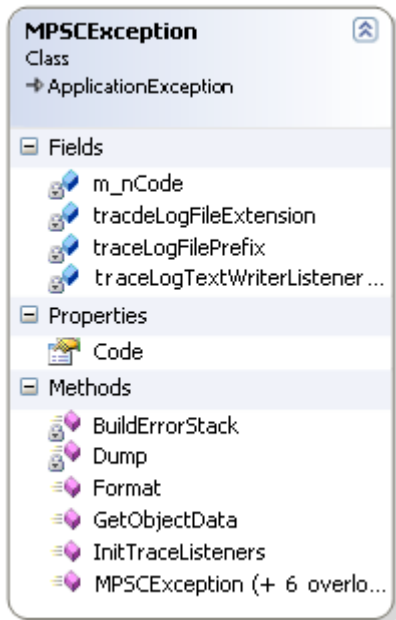 MPSCException
Class
ApplicationException
Fields
m_nCode
tracdeLogFileExtension
traceLogFilePrefix
traceLogTextWriterListener...
Properties
Code
Methods
BuildErrorStack
Dump
Format
GetObjectData
InitTraceListeners
MPSCException (+ 6 overlo...